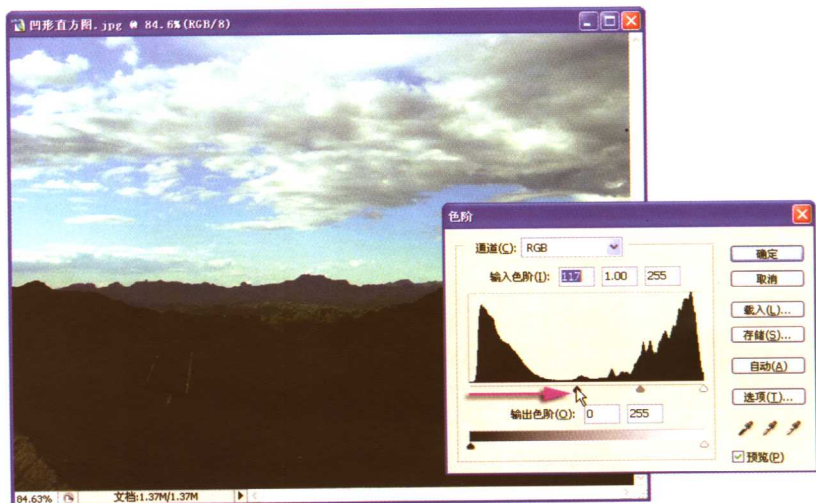 凹形直方图.jpg @ 84.6%(RGB/8)
色阶
通道(C): RGB
确定
输入色阶(I): 117 1.00 255
取消
载入(L)...
存储(S)...
自动(A)
选项(T)...
输出色阶(O): 0 255
预览(P)
84.63% 文档:1.37M/1.37M